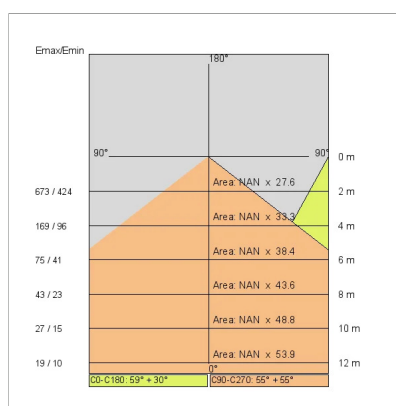 Emax/Emin
180°
90° 90° 0 m
673 / 424 Area: NAN x 27.6 2 m
169 / 96 Area: NAN x 33.3 4 m
75 / 41 Area: NAN x 38.4 6 m
43 / 23 Area: NAN x 43.6 8 m
27 / 15 Area: NAN x 48.8 10 m
19 / 10 Area: NAN x 53.9 12 m
0°
C0-C180: 59° + 30° C90-C270: 55° + 55°